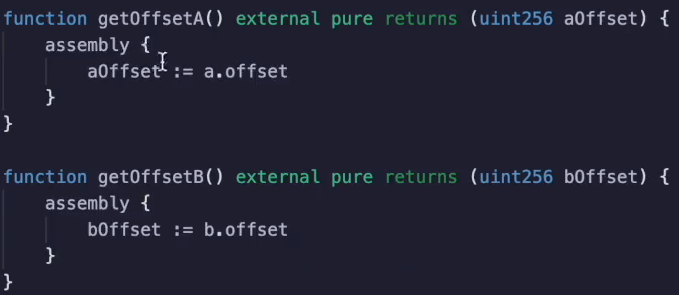 function getOffsetA() external pure returns (uint256 aOffset) {
    assembly {
        aOffset := a.offset
    }
}

function getOffsetB() external pure returns (uint256 bOffset) {
    assembly {
        bOffset := b.offset
    }
}